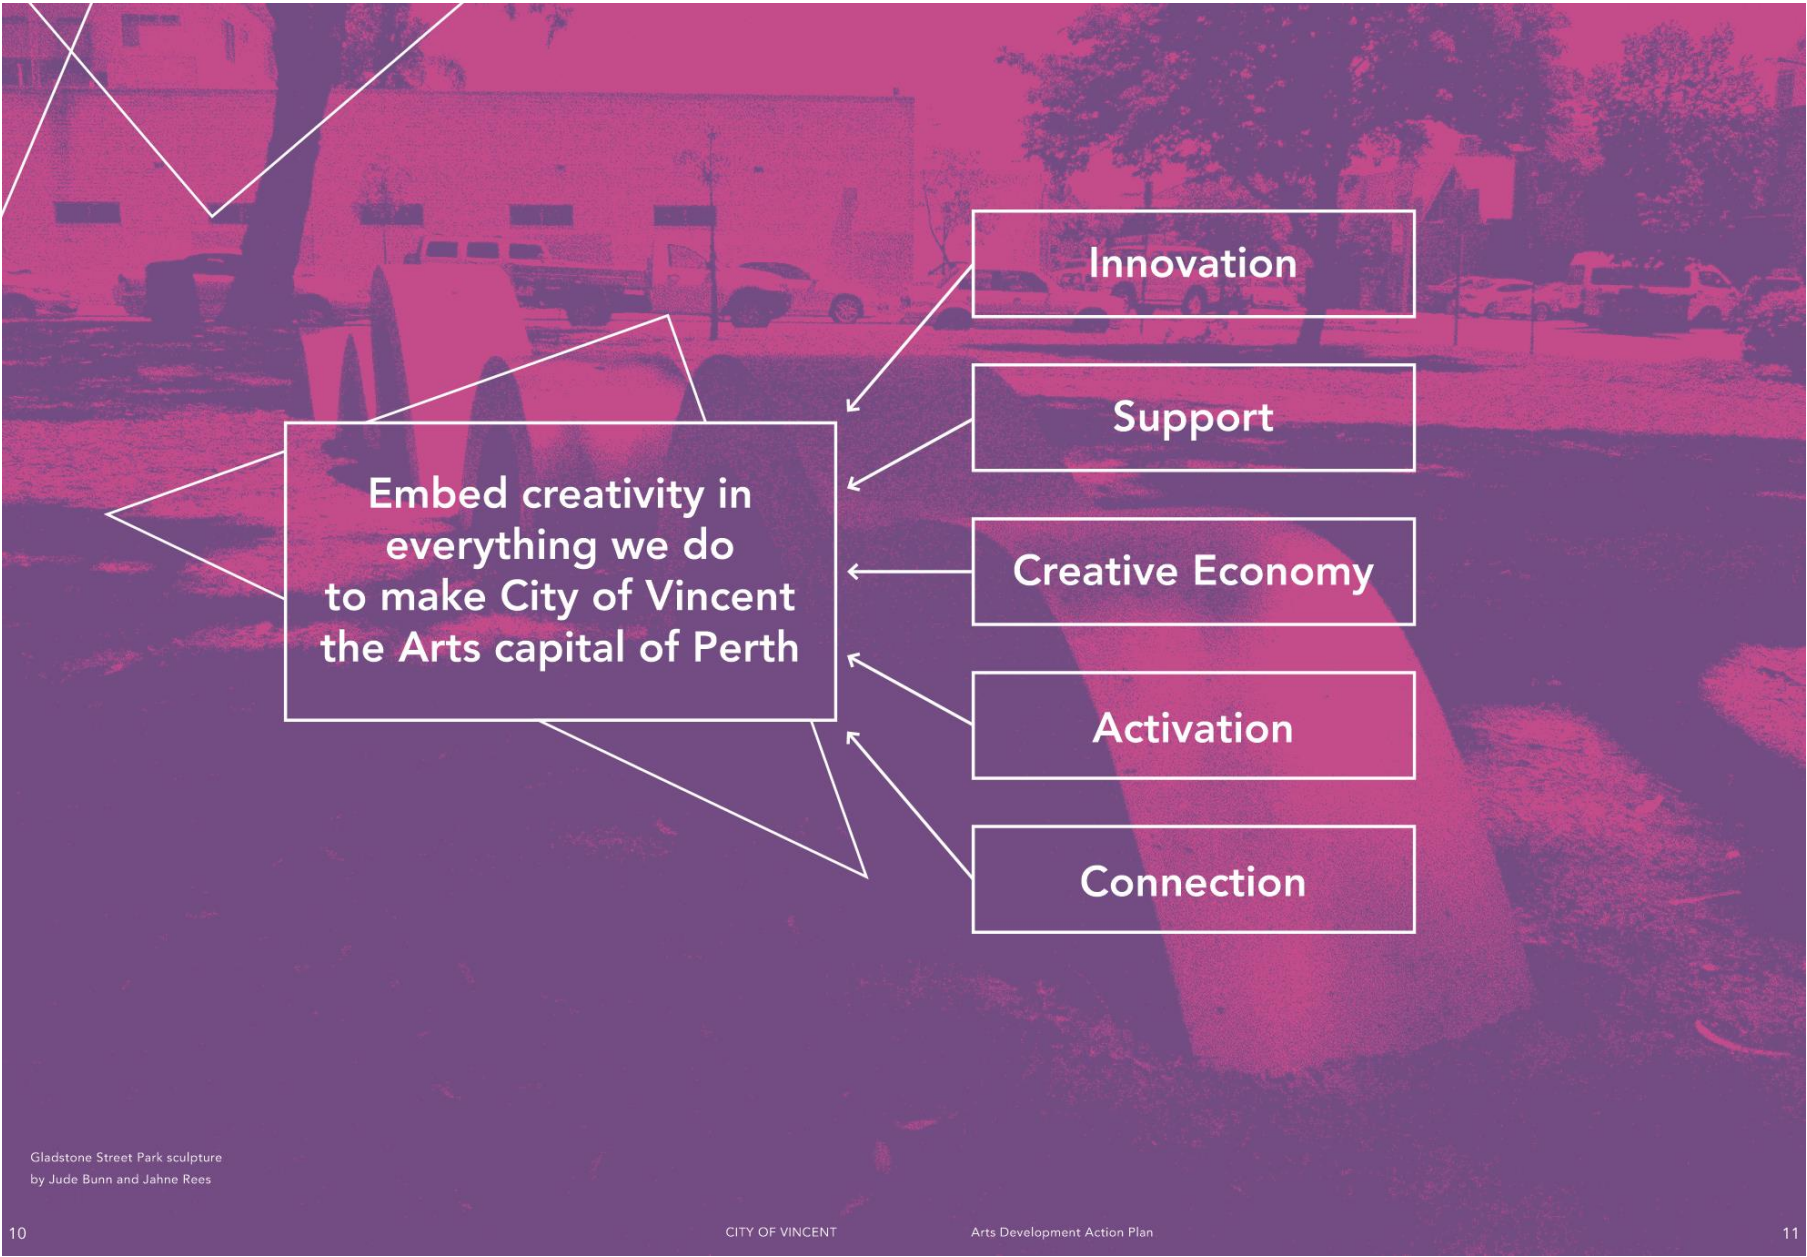 Innovation
Support
Embed creativity in
everything we do
to make City of Vincent
the Arts capital of Perth
Creative Economy
Activation
Connection
Gladstone Street Park sculpture
by Jude Bunn and Jahne Rees
10
CITY OF VINCENT
Arts Development Action Plan
11